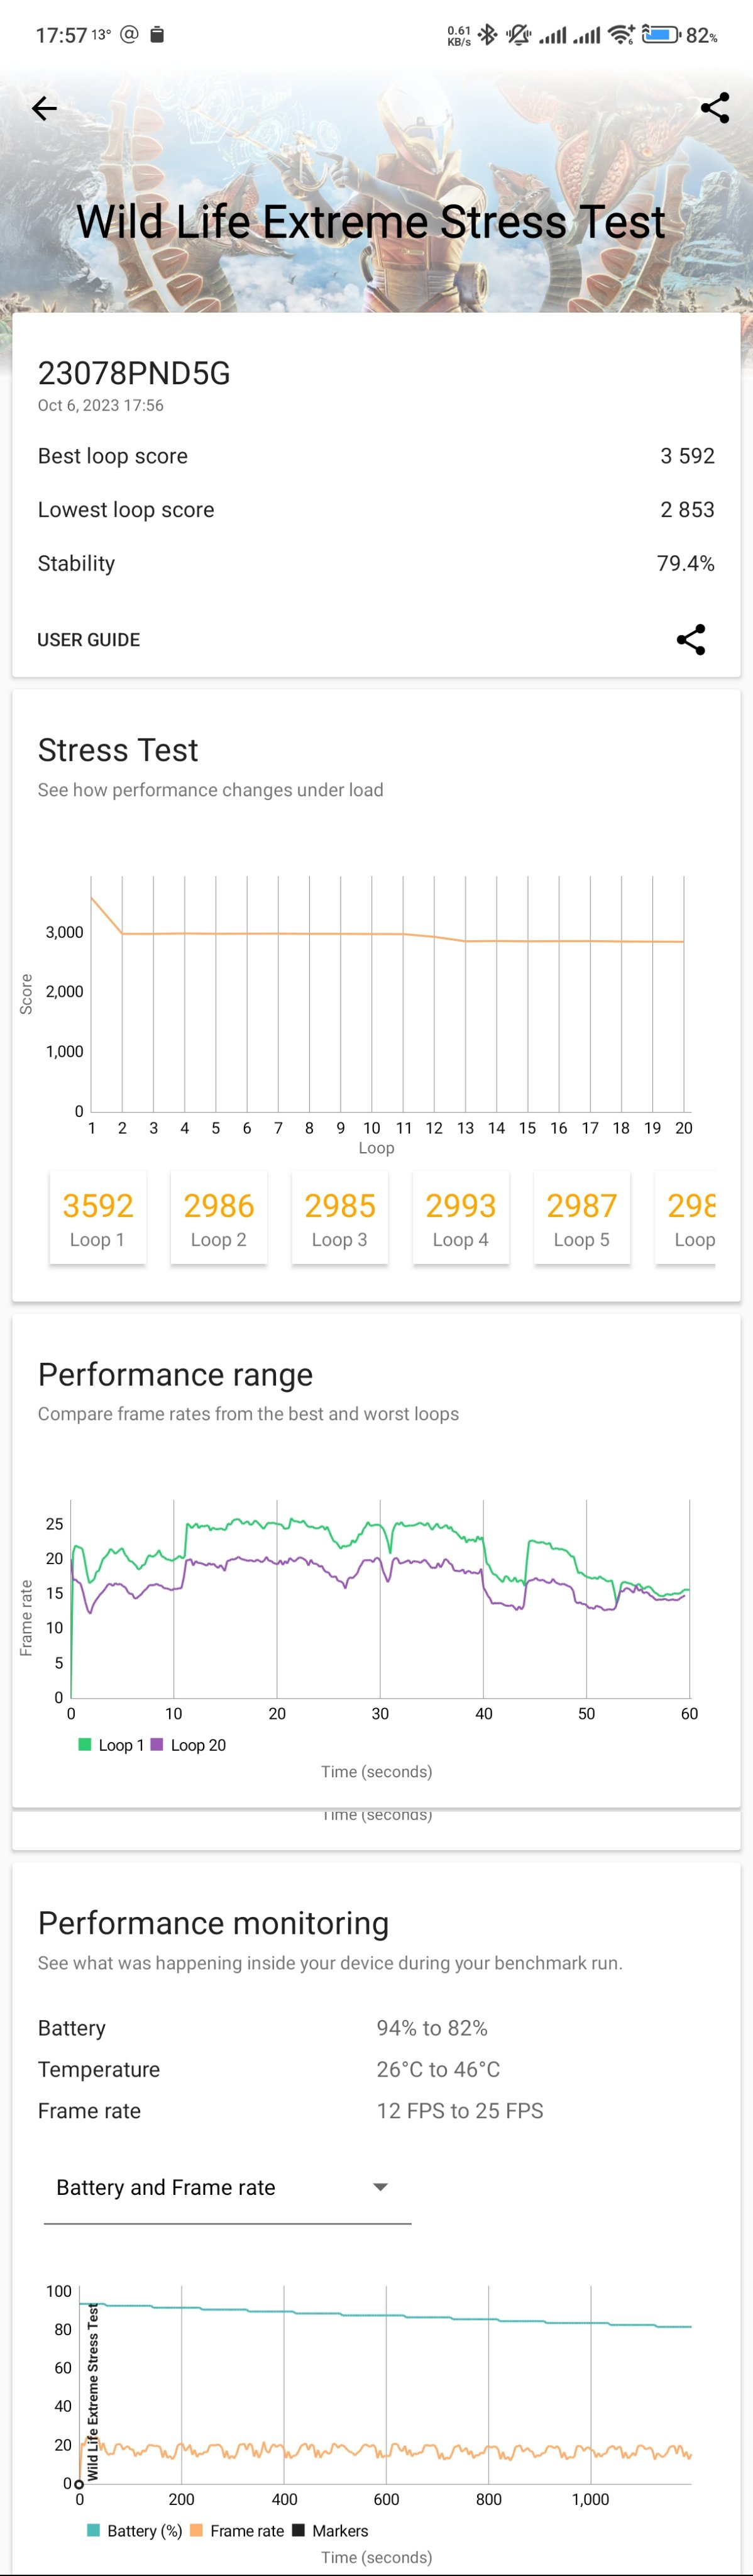 17:57 13° @ 0.61 KB/s 6 82%
Wild Life Extreme Stress Test
23078PND5G
Oct 6, 2023 17:56
Best loop score 3 592
Lowest loop score 2 853
Stability 79.4%
USER GUIDE
Stress Test
See how performance changes under load
3,000
2,000
1,000
0
Score
1 2 3 4 5 6 7 8 9 10 11 12 13 14 15 16 17 18 19 20
Loop
3592 2986 2985 2993 2987 298
Loop 1 Loop 2 Loop 3 Loop 4 Loop 5 Loop
Performance range
Compare frame rates from the best and worst loops
25
20
15
10
5
0
Frame rate
0 10 20 30 40 50 60
Loop 1 Loop 20
Time (seconds)
Time (seconds)
Performance monitoring
See what was happening inside your device during your benchmark run.
Battery 94% to 82%
Temperature 26°C to 46°C
Frame rate 12 FPS to 25 FPS
Battery and Frame rate
100
80
60
40
20
0
Wild Life Extreme Stress Test
0 200 400 600 800 1,000
Battery (%) Frame rate Markers
Time (seconds)